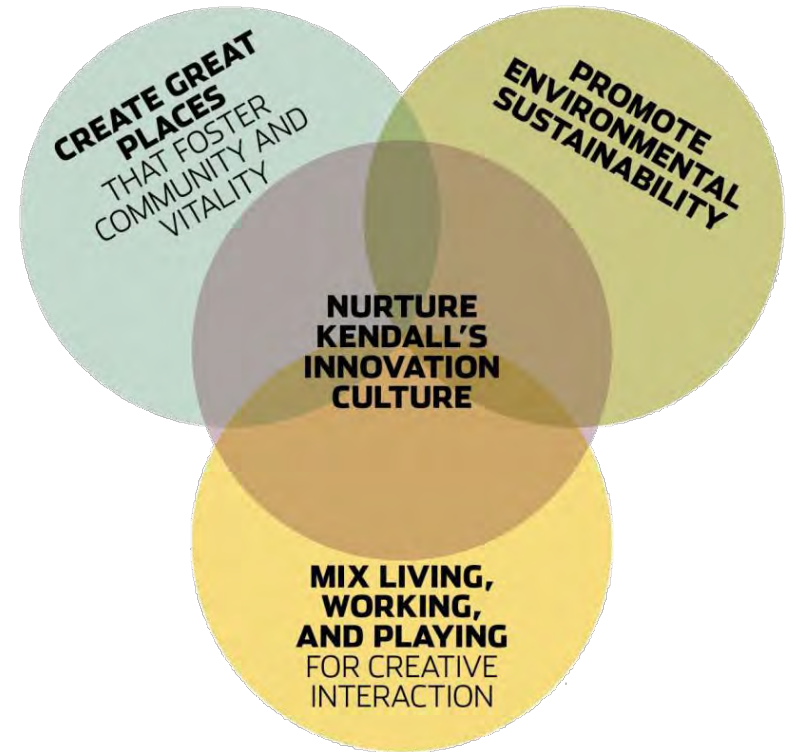 CREATE GREAT
PLACES
THAT FOSTER
COMMUNITY AND
VITALITY
PROMOTE
ENVIRONMENTAL
SUSTAINABILITY
NURTURE
KENDALL'S
INNOVATION
CULTURE
MIX LIVING,
WORKING,
AND PLAYING
FOR CREATIVE
INTERACTION